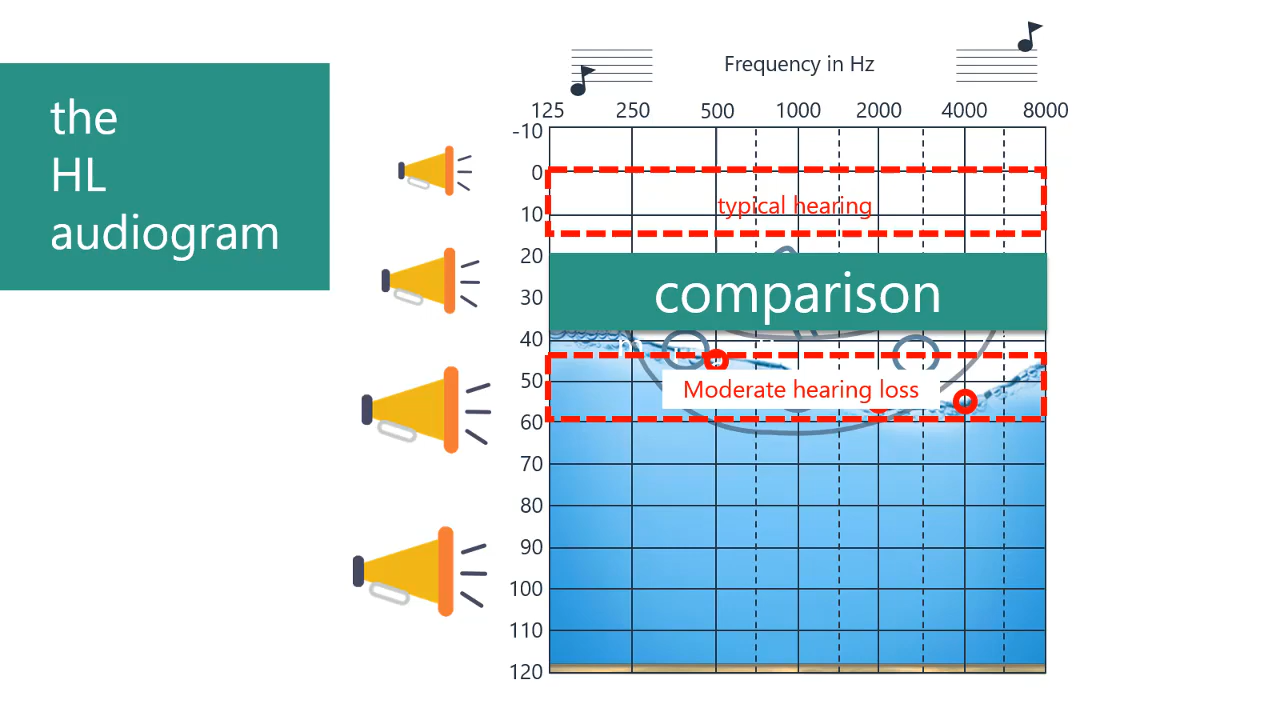 the
HL
audiogram
Frequency in Hz
125 250 500 1000 2000 4000 8000
-10
0
10
20
30
40
50
60
70
80
90
100
110
120
typical hearing
comparison
Moderate hearing loss